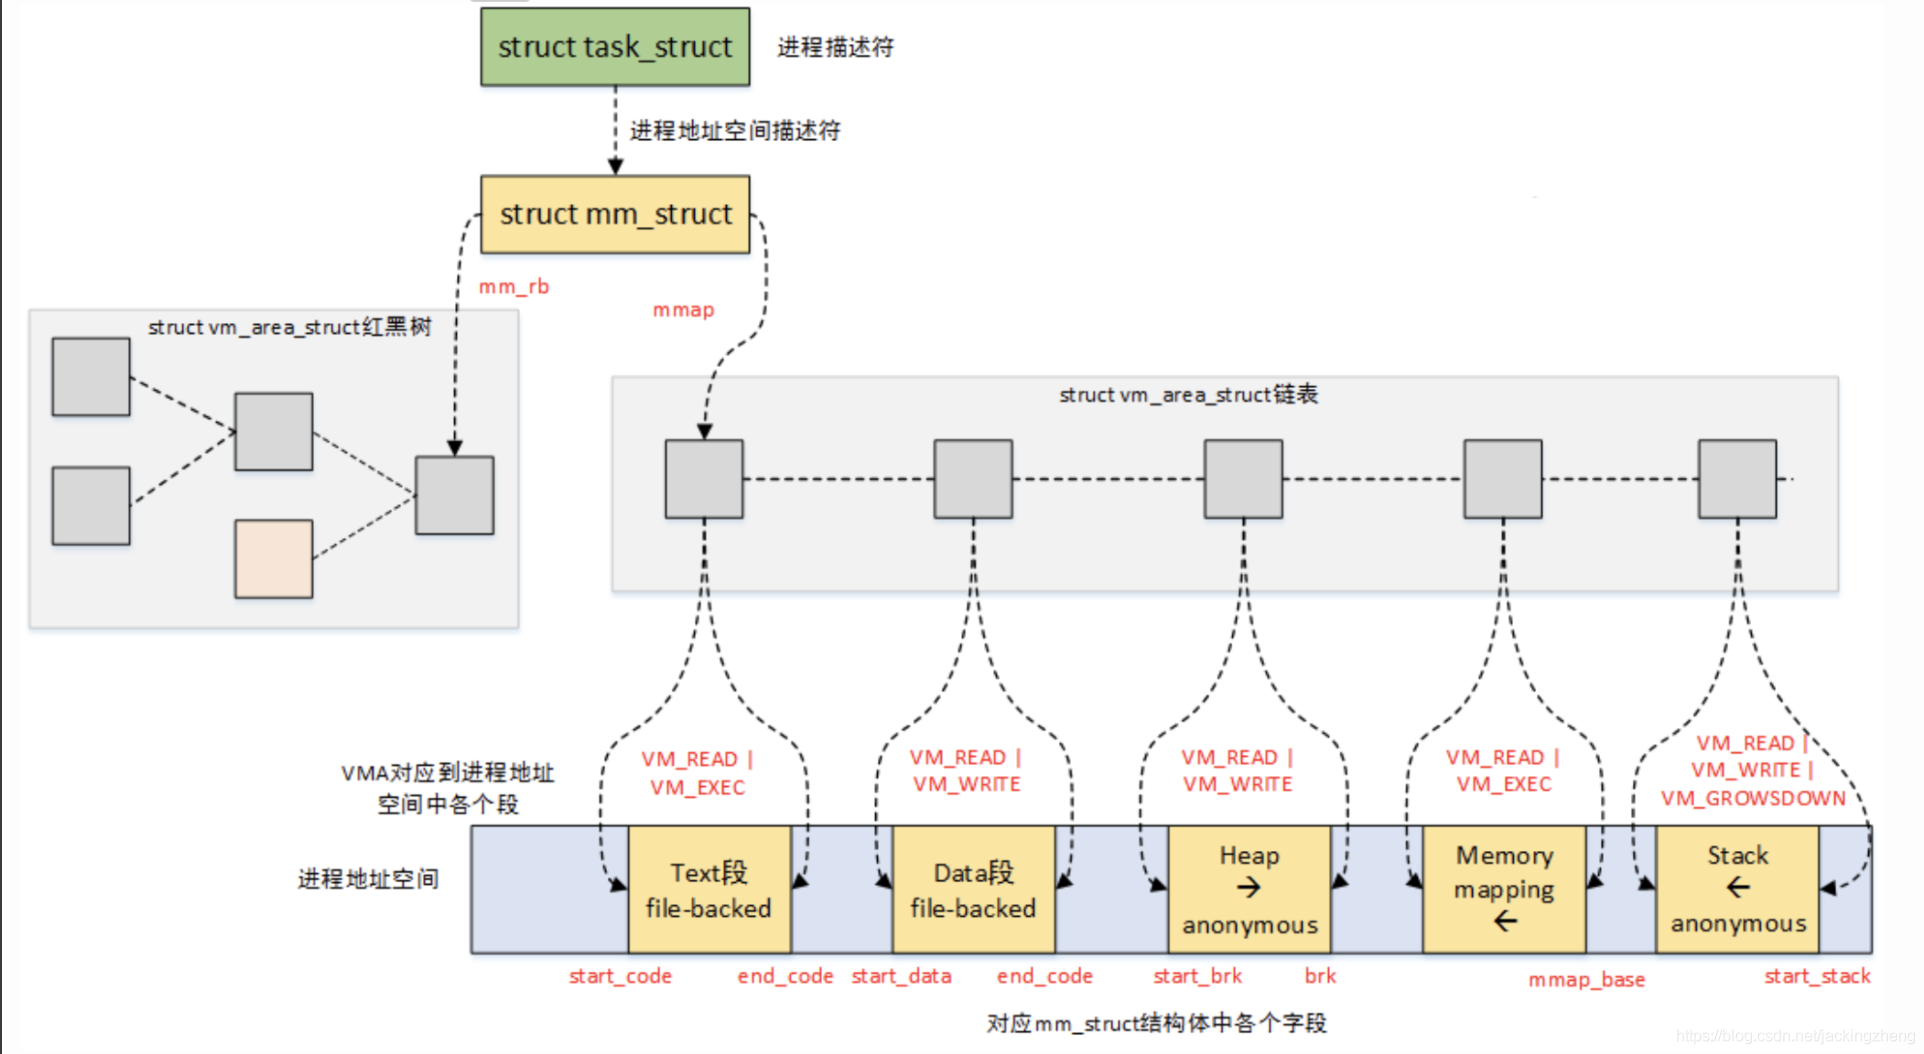 struct task_struct
进程描述符
进程地址空间描述符
struct mm_struct
mm_rb
mmap
struct vm_area_struct红黑树
struct vm_area_struct链表
VMA对应到进程地址
空间中各个段
VM_READ |
VM_EXEC
VM_READ |
VM_WRITE
VM_READ |
VM_WRITE
VM_READ |
VM_EXEC
VM_READ |
VM_WRITE |
VM_GROWSDOWN
进程地址空间
Text段
file-backed
Data段
file-backed
Heap
→
anonymous
Memory
mapping
←
Stack
←
anonymous
start_code
end_code
start_data
end_code
start_brk
brk
mmap_base
start_stack
对应mm_struct结构体中各个字段
https://blog.csdn.net/jackingzheng